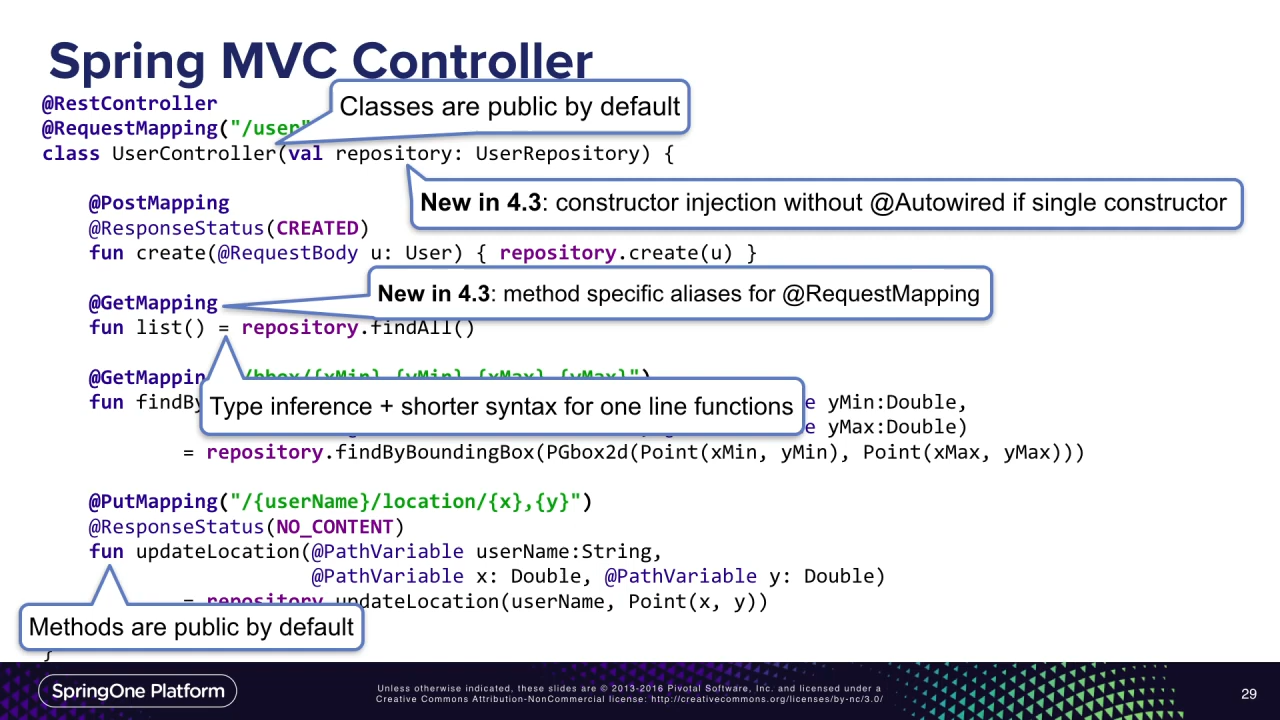 Spring MVC Controller
@RestController
Classes are public by default
@RequestMapping("/user"
class UserController(val repository: UserRepository) {
@PostMapping
New in 4.3: constructor injection without @Autowired if single constructor
@ResponseStatus(CREATED)
fun create(@RequestBody u: User) { repository.create(u) }
@GetMapping
New in 4.3: method specific aliases for @RequestMapping
fun list() = repository.findAll()
@GetMapping /bbox/{xMin},{yMin},{xMax},{yMax}")
Type inference + shorter syntax for one line functions
fun yMin:Double,
yMax:Double)
= repository.findByBoundingBox(PGbox2d(Point(xMin, yMin), Point(xMax, yMax)))
@PutMapping("/{userName}/location/{x},{y}")
@ResponseStatus(NO_CONTENT)
fun updateLocation(@PathVariable userName:String,
@PathVariable x: Double, @PathVariable y: Double)
= repository.updateLocation(userName, Point(x, y))
Methods are public by default
}
SpringOne Platform
Unless otherwise indicated, these slides are © 2013-2016 Pivotal Software, Inc. and licensed under a
Creative Commons Attribution-NonCommercial license: http://creativecommons.org/licenses/by-nc/3.0/
29